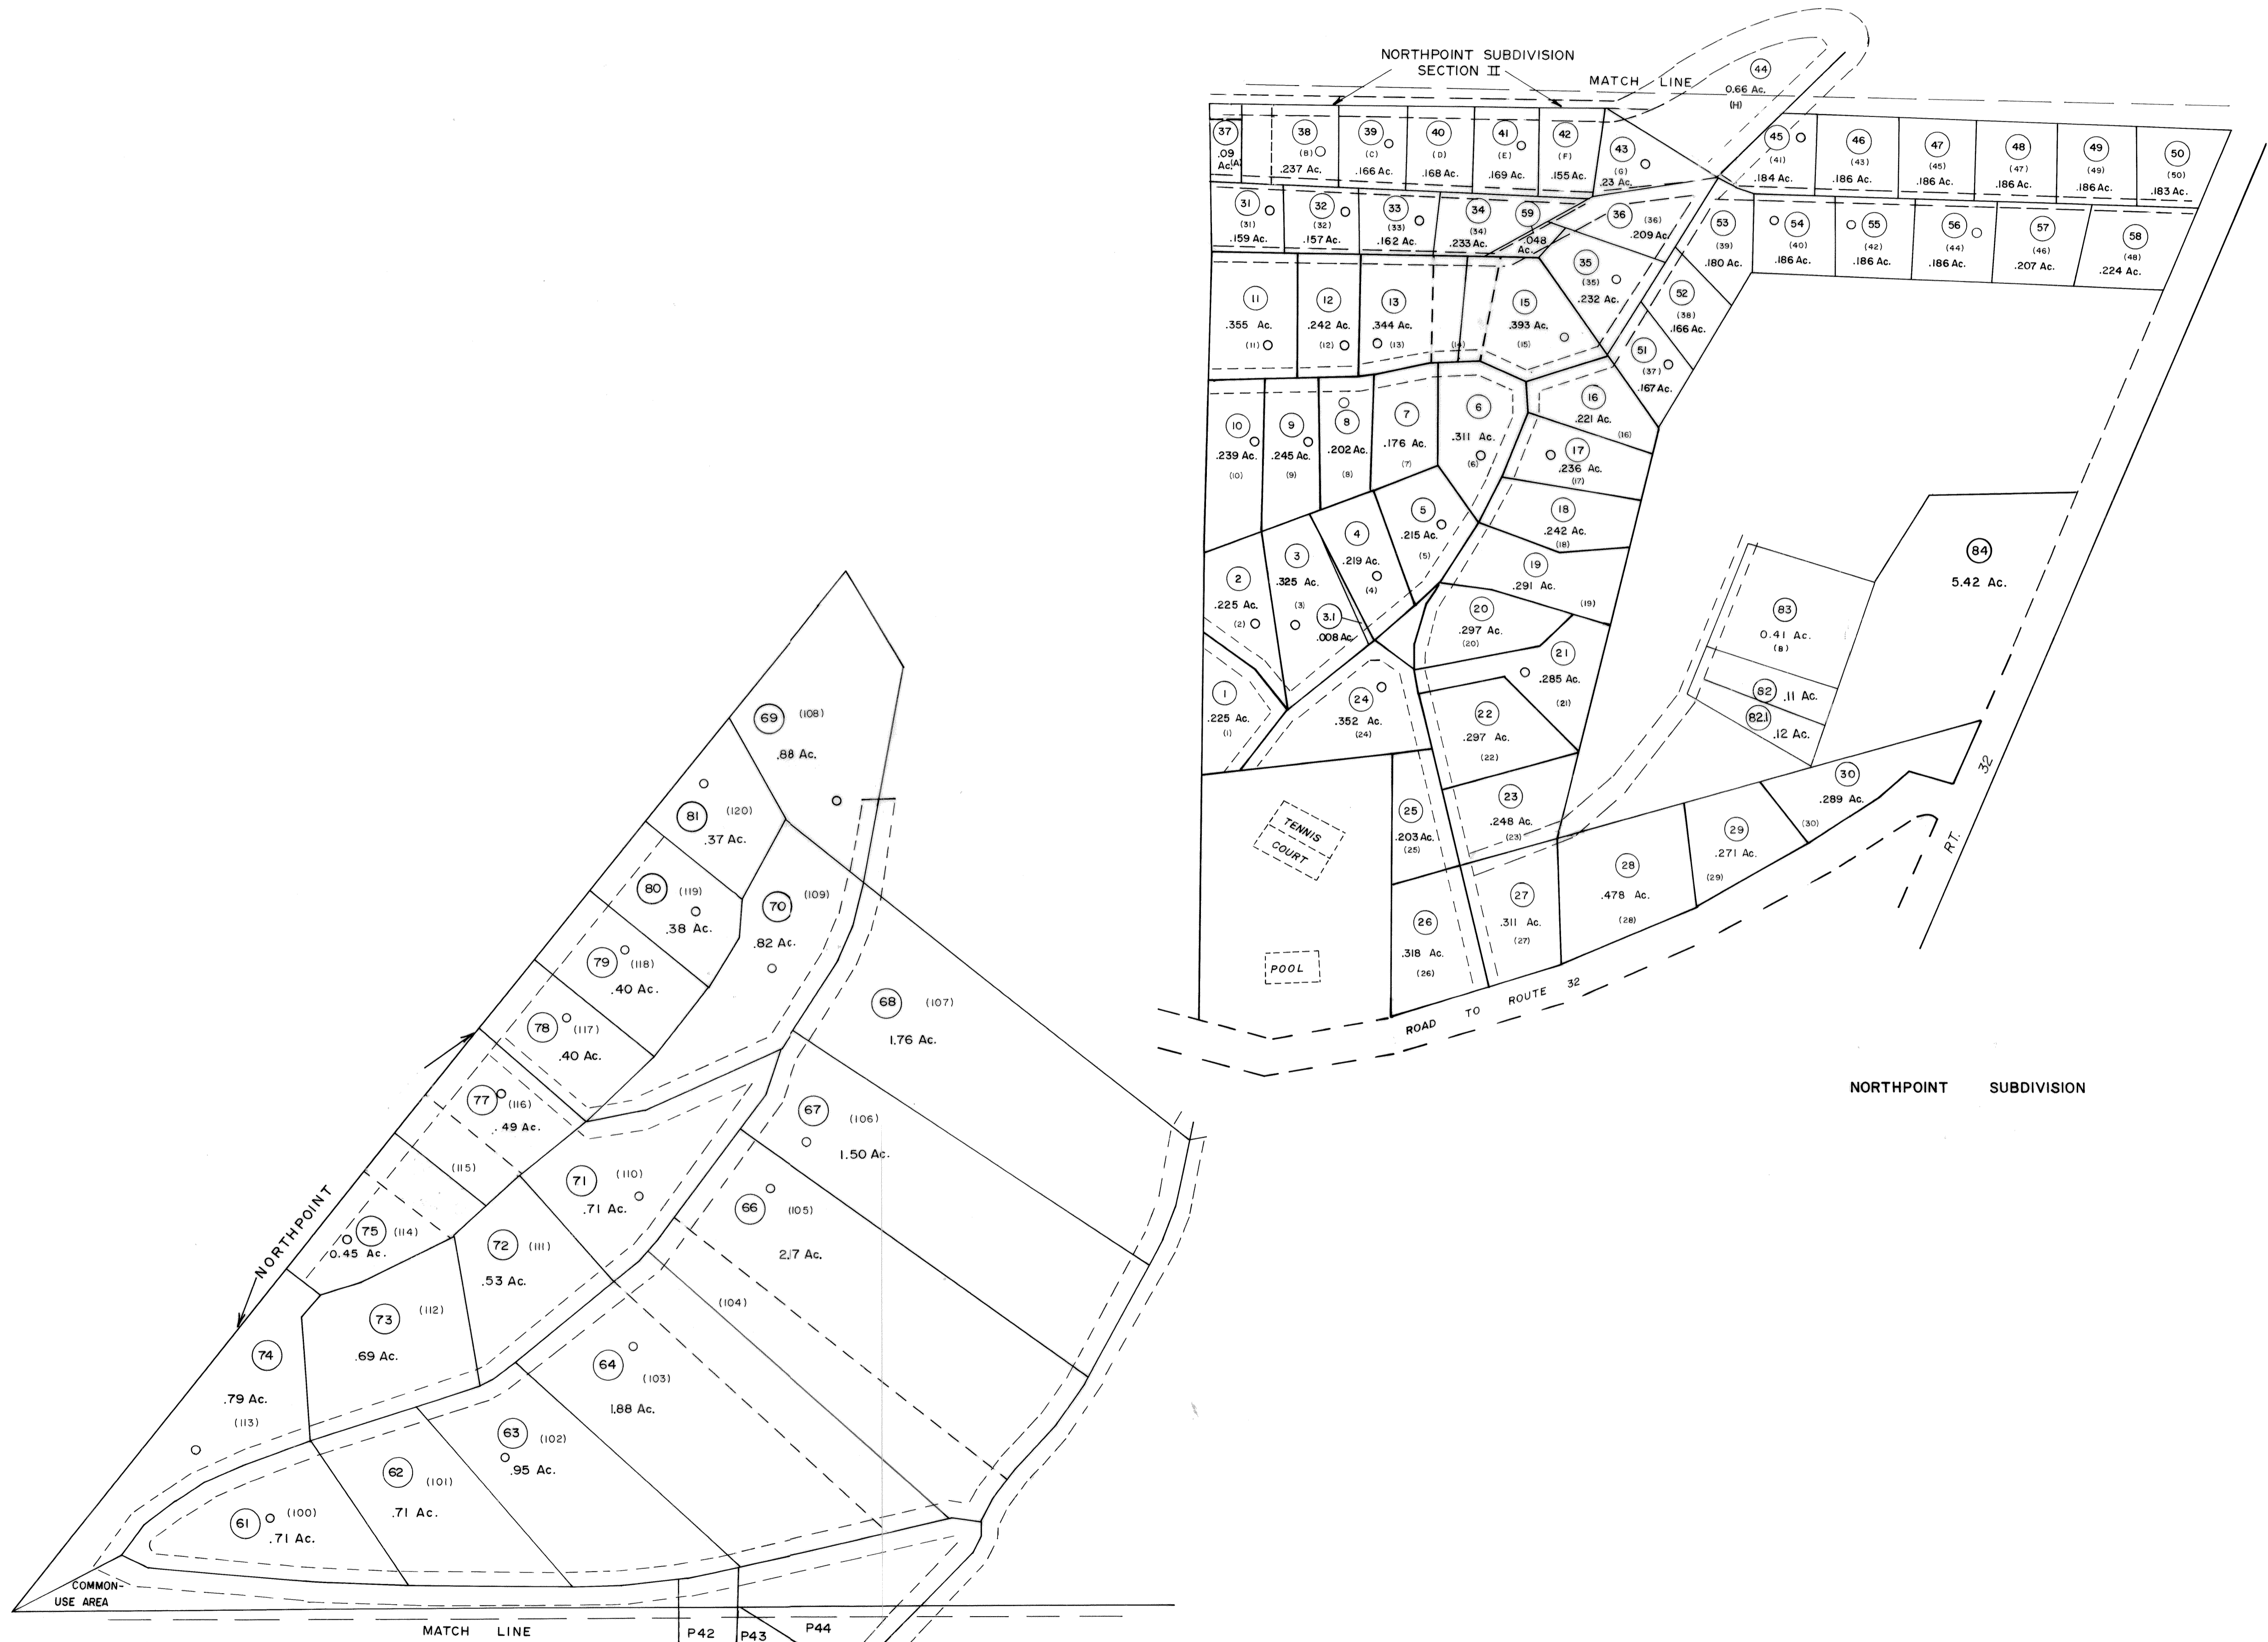 NORTHPOINT SUBDIVISION
SECTION II
MATCH LINE
44
0.66 Ac.
(H)
37
.09
Ac.(A)
38
(B)
.237 Ac.
39
(C)
.166 Ac.
40
(D)
.168 Ac.
41
(E)
.169 Ac.
42
(F)
.155 Ac.
43
(G)
.23 Ac.
45
(41)
.184 Ac.
46
(43)
.186 Ac.
47
(45)
.186 Ac.
48
(47)
.186 Ac.
49
(49)
.186 Ac.
50
(50)
.183 Ac.
31
(31)
.159 Ac.
32
(32)
.157 Ac.
33
(33)
.162 Ac.
34
(34)
.233 Ac.
59
.048
Ac.
36
(36)
.209 Ac.
53
(39)
.180 Ac.
54
(40)
.186 Ac.
55
(42)
.186 Ac.
56
(44)
.186 Ac.
57
(46)
.207 Ac.
58
(48)
.224 Ac.
35
(35)
.232 Ac.
52
(38)
.166 Ac.
51
(37)
.167 Ac.
11
.355 Ac.
(11)
12
.242 Ac.
(12)
13
.344 Ac.
(13)
(14)
15
.393 Ac.
(15)
10
.239 Ac.
(10)
9
.245 Ac.
(9)
8
.202 Ac.
(8)
7
.176 Ac.
(7)
6
.311 Ac.
(6)
16
.221 Ac.
(16)
17
.236 Ac.
(17)
18
.242 Ac.
(18)
5
.215 Ac.
(5)
4
.219 Ac.
(4)
3
.325 Ac.
(3)
3.1
.008 Ac.
2
.225 Ac.
(2)
19
.291 Ac.
(19)
20
.297 Ac.
(20)
21
.285 Ac.
(21)
1
.225 Ac.
(1)
24
.352 Ac.
(24)
22
.297 Ac.
(22)
23
.248 Ac.
(23)
25
.203 Ac.
(25)
26
.318 Ac.
(26)
27
.311 Ac.
(27)
28
.478 Ac.
(28)
29
.271 Ac.
(29)
30
.289 Ac.
(30)
84
5.42 Ac.
83
0.41 Ac.
(B)
82 .11 Ac.
82.1
.12 Ac.
TENNIS
COURT
POOL
ROAD TO ROUTE 32
RT. 32
NORTHPOINT SUBDIVISION
69 (108)
.88 Ac.
81 (120)
.37 Ac.
80 (119)
.38 Ac.
70 (109)
.82 Ac.
79 (118)
.40 Ac.
78 (117)
.40 Ac.
68 (107)
1.76 Ac.
77 (116)
.49 Ac.
67 (106)
1.50 Ac.
(115)
71 (110)
.71 Ac.
66 (105)
2.17 Ac.
75 (114)
0.45 Ac.
72 (111)
.53 Ac.
NORTHPOINT
(104)
73 (112)
.69 Ac.
74
.79 Ac.
(113)
64
(103)
1.88 Ac.
63 (102)
.95 Ac.
62 (101)
.71 Ac.
61 (100)
.71 Ac.
COMMON-
USE AREA
MATCH LINE
P42
P43
P44